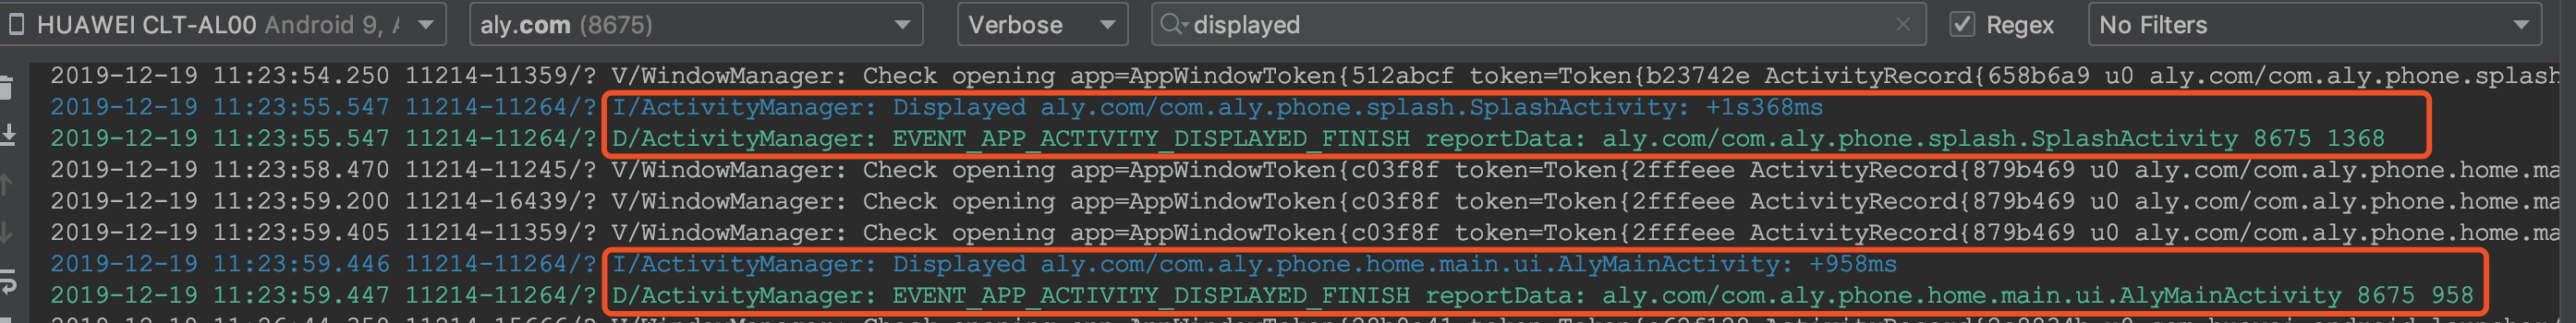 HUAWEI CLT-AL00 Android 9, A
aly.com (8675)
Verbose
displayed
Regex
No Filters
2019-12-19 11:23:54.250 11214-11359/? V/WindowManager: Check opening app=AppWindowToken{512abcf token=Token{b23742e ActivityRecord{658b6a9 u0 aly.com/com.aly.phone.splash
2019-12-19 11:23:55.547 11214-11264/? I/ActivityManager: Displayed aly.com/com.aly.phone.splash.SplashActivity: +1s368ms
2019-12-19 11:23:55.547 11214-11264/? D/ActivityManager: EVENT_APP_ACTIVITY_DISPLAYED_FINISH reportData: aly.com/com.aly.phone.splash.SplashActivity 8675 1368
2019-12-19 11:23:58.470 11214-11245/? V/WindowManager: Check opening app=AppWindowToken{c03f8f token=Token{2fffeee ActivityRecord{879b469 u0 aly.com/com.aly.phone.home.ma
2019-12-19 11:23:59.200 11214-16439/? V/WindowManager: Check opening app=AppWindowToken{c03f8f token=Token{2fffeee ActivityRecord{879b469 u0 aly.com/com.aly.phone.home.ma
2019-12-19 11:23:59.405 11214-11359/? V/WindowManager: Check opening app=AppWindowToken{c03f8f token=Token{2fffeee ActivityRecord{879b469 u0 aly.com/com.aly.phone.home.ma
2019-12-19 11:23:59.446 11214-11264/? I/ActivityManager: Displayed aly.com/com.aly.phone.home.main.ui.AlyMainActivity: +958ms
2019-12-19 11:23:59.447 11214-11264/? D/ActivityManager: EVENT_APP_ACTIVITY_DISPLAYED_FINISH reportData: aly.com/com.aly.phone.home.main.ui.AlyMainActivity 8675 958